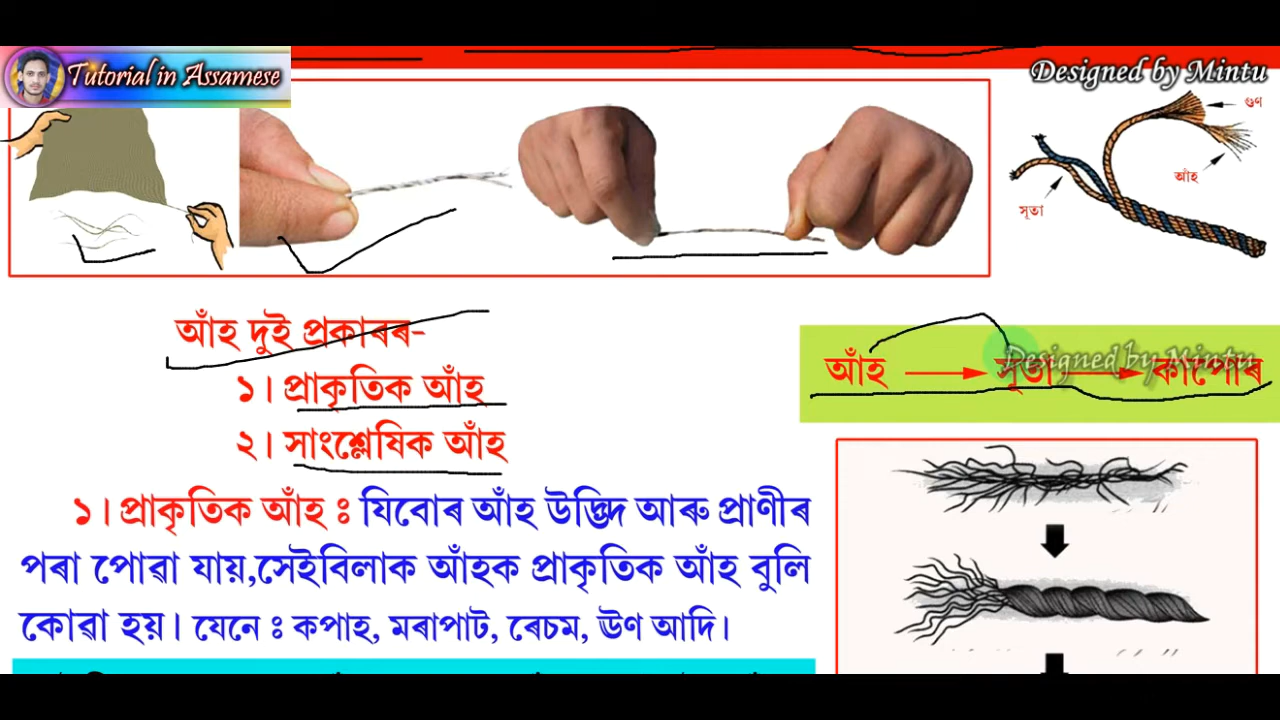 Tutorial in Assamese
Designed by Mintu
গুণ
আঁহ
সূতা
আঁহ দুই প্ৰকাৰৰ-
১। প্ৰাকৃতিক আঁহ
২। সাংশ্লেষিক আঁহ
আঁহ সূতা কাপোৰ
Designed by Mintu
১। প্ৰাকৃতিক আঁহ ঃ যিবোৰ আঁহ উদ্ভিদ আৰু প্ৰাণীৰ
পৰা পোৱা যায়,সেইবিলাক আঁহক প্ৰাকৃতিক আঁহ বুলি
কোৱা হয়। যেনে ঃ কপাহ, মৰাপাট, ৰেচম, ঊণ আদি।